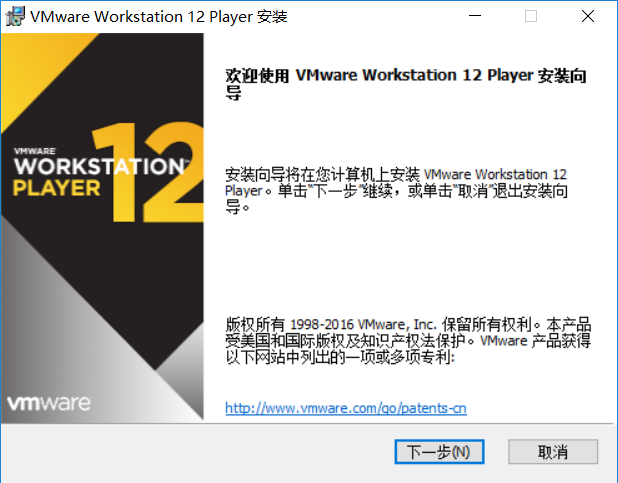 VMware Workstation 12 Player 安装
欢迎使用 VMware Workstation 12 Player 安装向
导
VMWARE
WORKSTATION™
PLAYER
12
安装向导将在您计算机上安装 VMware Workstation 12
Player。单击“下一步”继续，或单击“取消”退出安装向
导。
版权所有 1998-2016 VMware, Inc. 保留所有权利。本产品
受美国和国际版权及知识产权法保护。VMware 产品获得
以下网站中列出的一项或多项专利:
http://www.vmware.com/go/patents-cn
vmware
下一步(N)
取消